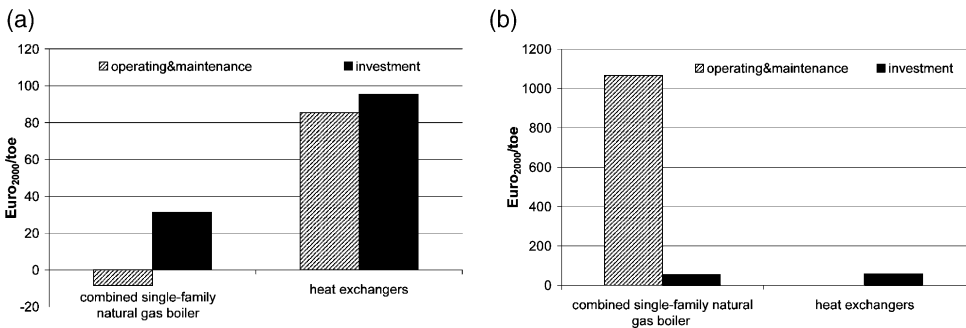 (a)
120
100
80
60
40
20
0
-20
Euro2000/toe
operating&maintenance
investment
combined single-family
natural gas boiler
heat exchangers
(b)
1200
1000
800
600
400
200
0
Euro2000/toe
operating&maintenance
investment
combined single-family natural
gas boiler
heat exchangers